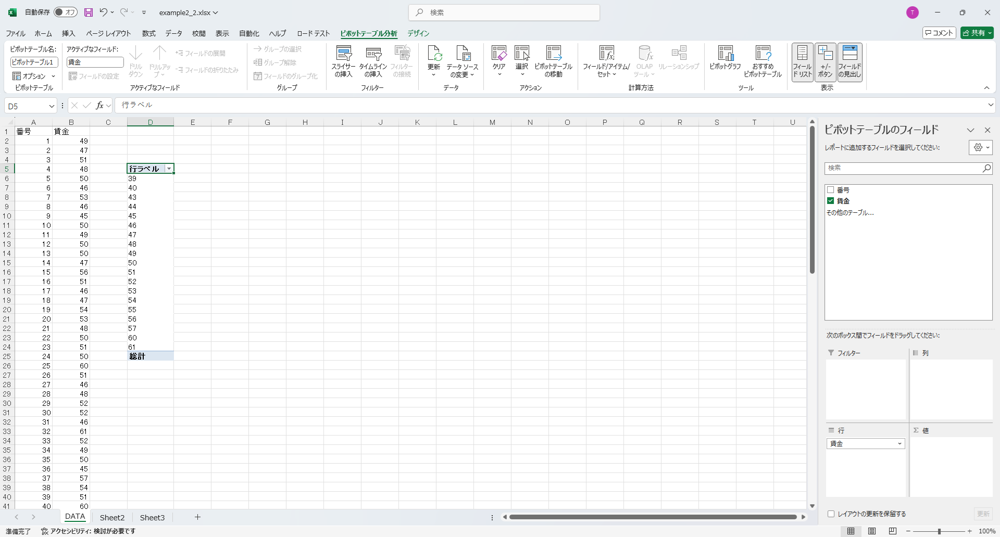 自動保存 オフ example2_2.xlsx 検索 T
ファイル ホーム 挿入 ページ レイアウト 数式 データ 校閲 表示 自動化 ヘルプ ロード テスト ピボットテーブル分析 デザイン コメント 共有
ピボットテーブル名:
ピボットテーブル1
オプション
ピボットテーブル
アクティブなフィールド:
賃金
フィールドの設定
ドリル
ダウン
ドリルアッ
プ
フィールドの展開
フィールドの折りたたみ
アクティブなフィールド
グループの選択
グループ解除
フィールドのグループ化
グループ
スライサー
の挿入
タイムライン
の挿入
フィルター
の接続
フィルター
更新
データ ソース
の変更
データ
クリア
選択
ピボットテーブル
の移動
アクション
フィールド/アイテム/
セット
OLAP
ツール
リレーションシップ
計算方法
ピボットグラフ
おすすめ
ピボットテーブル
ツール
フィール
ド リスト
+/-
ボタン
フィールド
の見出し
表示
D5 fx 行ラベル
A B C D E F G H I J K L M N O P Q R S T U
1 番号 賃金
2 1 49
3 2 47
4 3 51
5 4 48 行ラベル
6 5 50 39
7 6 46 40
8 7 53 43
9 8 46 44
10 9 45 45
11 10 50 46
12 11 49 47
13 12 50 48
14 13 50 49
15 14 47 50
16 15 56 51
17 16 51 52
18 17 46 53
19 18 47 54
20 19 54 55
21 20 53 56
22 21 48 57
23 22 50 60
24 23 51 61
25 24 50 総計
26 25 60
27 26 51
28 27 46
29 28 48
30 29 52
31 30 52
32 31 46
33 32 61
34 33 52
35 34 49
36 35 50
37 36 45
38 37 57
39 38 54
40 39 51
41 40 60
ピボットテーブルのフィールド
レポートに追加するフィールドを選択してください:
検索
番号
賃金
その他のテーブル...
次のボックス間でフィールドをドラッグしてください:
フィルター 列
行 Σ 値
賃金
レイアウトの更新を保留する 更新
DATA Sheet2 Sheet3 +
準備完了 アクセシビリティ: 検討が必要です − + 100%